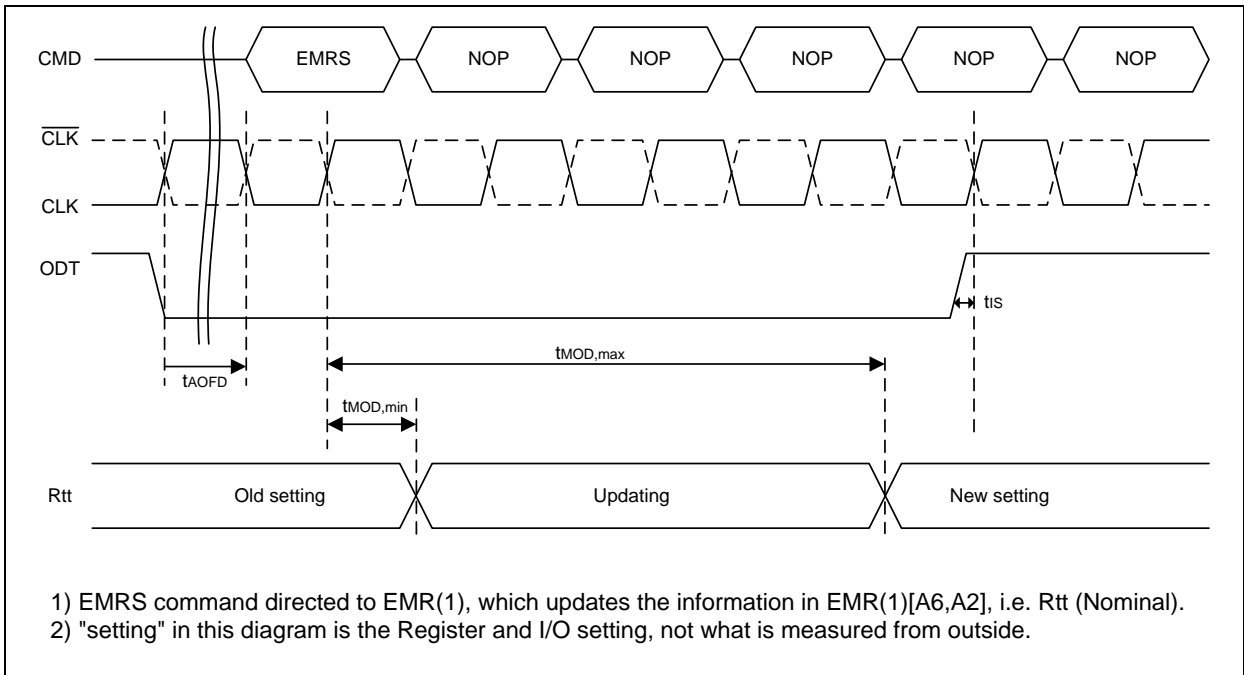 CMD EMRS NOP NOP NOP NOP NOP
CLK
CLK
ODT
tIS
tMOD,max
tAOFD
tMOD,min
Rtt Old setting Updating New setting
1) EMRS command directed to EMR(1), which updates the information in EMR(1)[A6,A2], i.e. Rtt (Nominal).
2) "setting" in this diagram is the Register and I/O setting, not what is measured from outside.